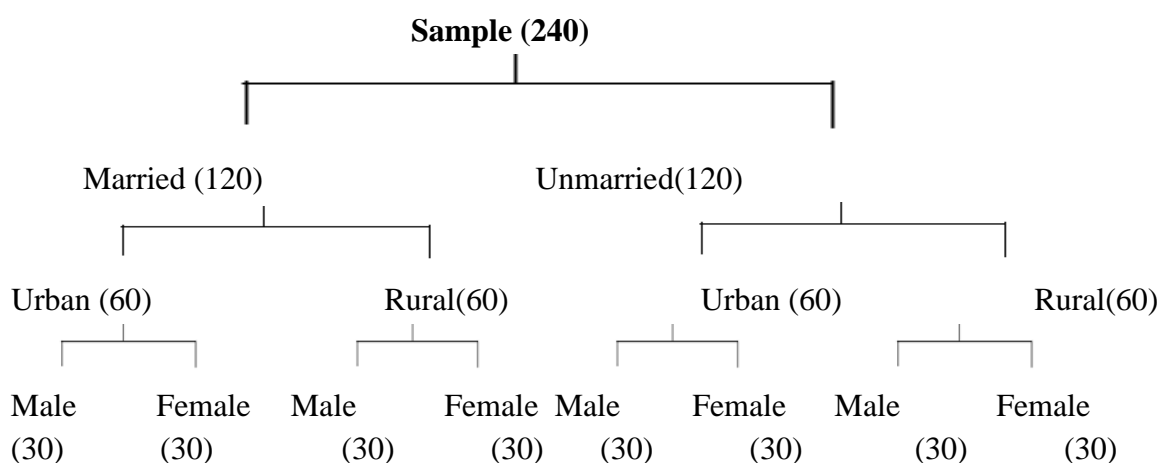 Sample (240)
Married (120) Unmarried(120)
Urban (60) Rural(60) Urban (60) Rural(60)
Male Female Male Female Male Female Male Female
(30) (30) (30) (30) (30) (30) (30) (30)